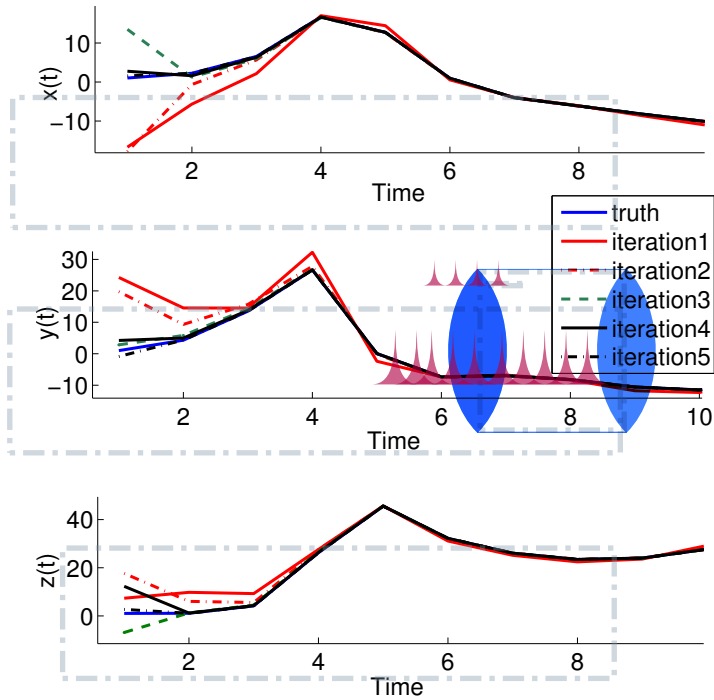 x(t)
10
0
−10
2
4
6
8
Time
truth
iteration1
iteration2
iteration3
iteration4
iteration5
y(t)
30
20
10
0
−10
2
4
6
8
10
Time
z(t)
40
20
0
2
4
6
8
Time